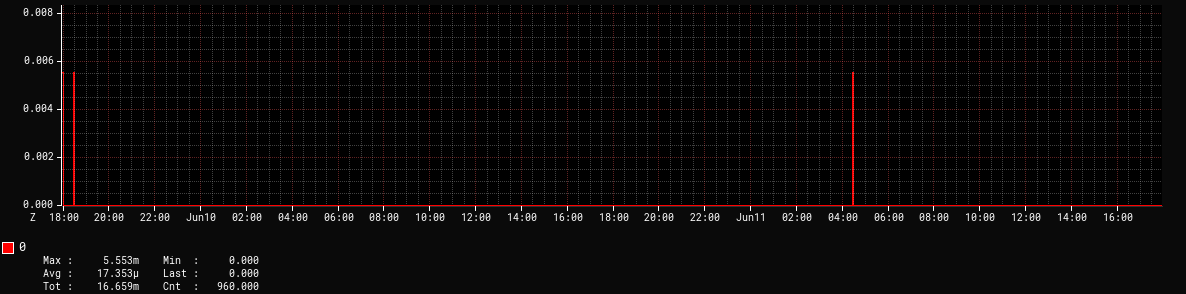 0.008
0.006
0.004
0.002
0.000
Z 18:00 20:00 22:00 Jun10 02:00 04:00 06:00 08:00 10:00 12:00 14:00 16:00 18:00 20:00 22:00 Jun11 02:00 04:00 06:00 08:00 10:00 12:00 14:00 16:00
0
Max : 5.553m Min : 0.000
Avg : 17.353µ Last : 0.000
Tot : 16.659m Cnt : 960.000